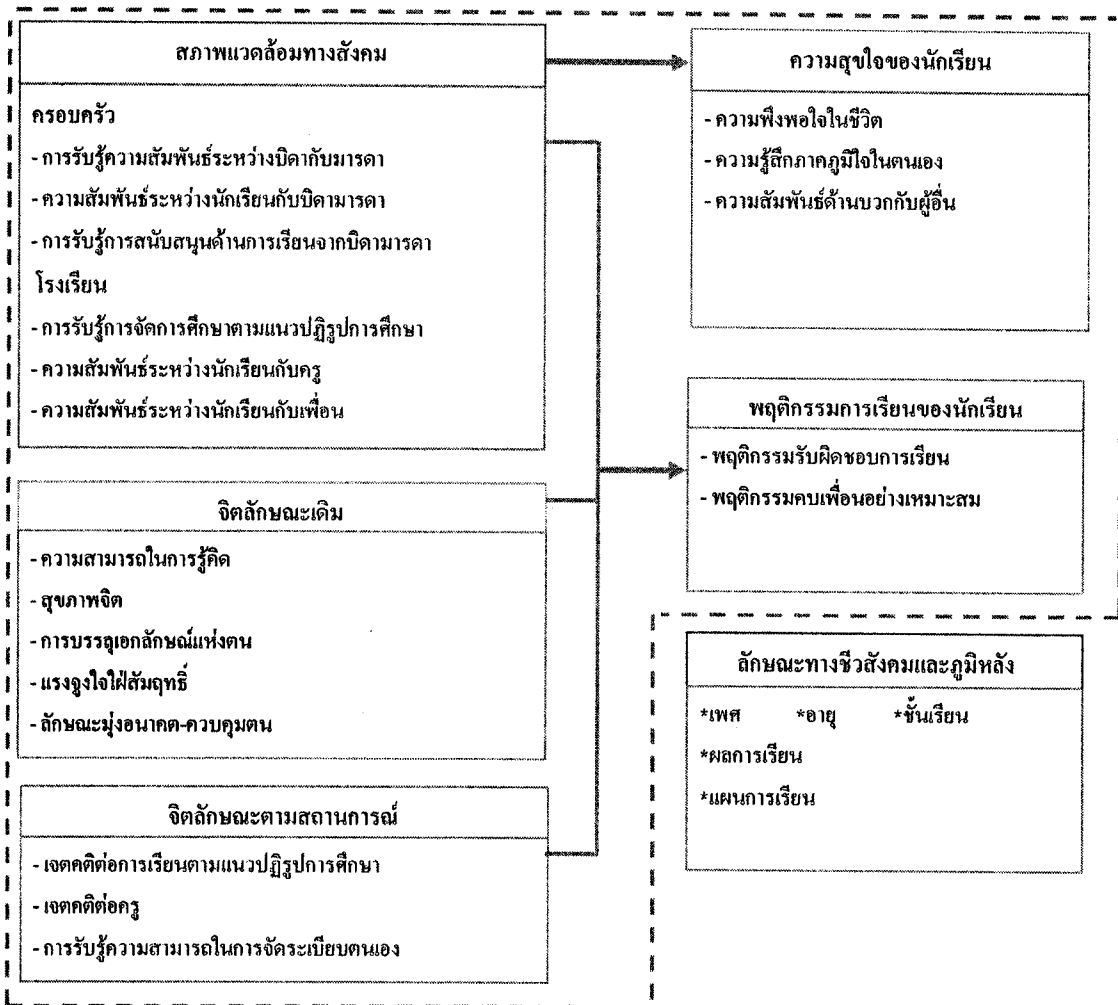 สภาพแวดล้อมทางสังคม
ครอบครัว
- การรับรู้ความสัมพันธ์ระหว่างบิดากับมารดา
- ความสัมพันธ์ระหว่างนักเรียนกับบิดามารดา
- การรับรู้การสนับสนุนด้านการเรียนจากบิดามารดา
โรงเรียน
- การรับรู้การจัดการศึกษาตามแนวปฏิรูปการศึกษา
- ความสัมพันธ์ระหว่างนักเรียนกับครู
- ความสัมพันธ์ระหว่างนักเรียนกับเพื่อน
จิตลักษณะเดิม
- ความสามารถในการรู้คิด
- สุขภาพจิต
- การบรรลุเอกลักษณ์แห่งตน
- แรงจูงใจใฝ่สัมฤทธิ์
- ลักษณะมุ่งอนาคต-ควบคุมตน
จิตลักษณะตามสถานการณ์
- เจตคติต่อการเรียนตามแนวปฏิรูปการศึกษา
- เจตคติต่อครู
- การรับรู้ความสามารถในการจัดระเบียบตนเอง
ความสุขใจของนักเรียน
- ความพึงพอใจในชีวิต
- ความรู้สึกภาคภูมิใจในตนเอง
- ความสัมพันธ์ด้านบวกกับผู้อื่น
พฤติกรรมการเรียนของนักเรียน
- พฤติกรรมรับผิดชอบการเรียน
- พฤติกรรมคบเพื่อนอย่างเหมาะสม
ลักษณะทางชีวสังคมและภูมิหลัง
*เพศ *อายุ *ชั้นเรียน
*ผลการเรียน
*แผนการเรียน